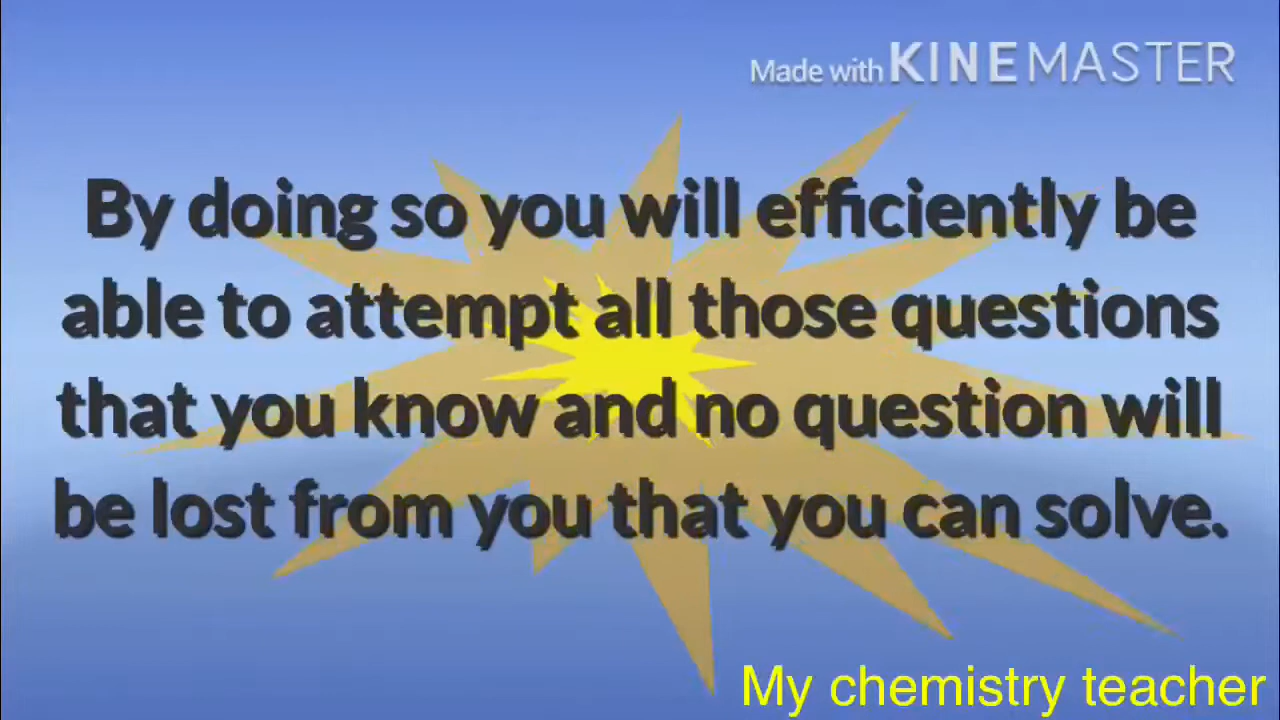 Made with KINEMASTER
By doing so you will efficiently be
able to attempt all those questions
that you know and no question will
be lost from you that you can solve.
My chemistry teacher